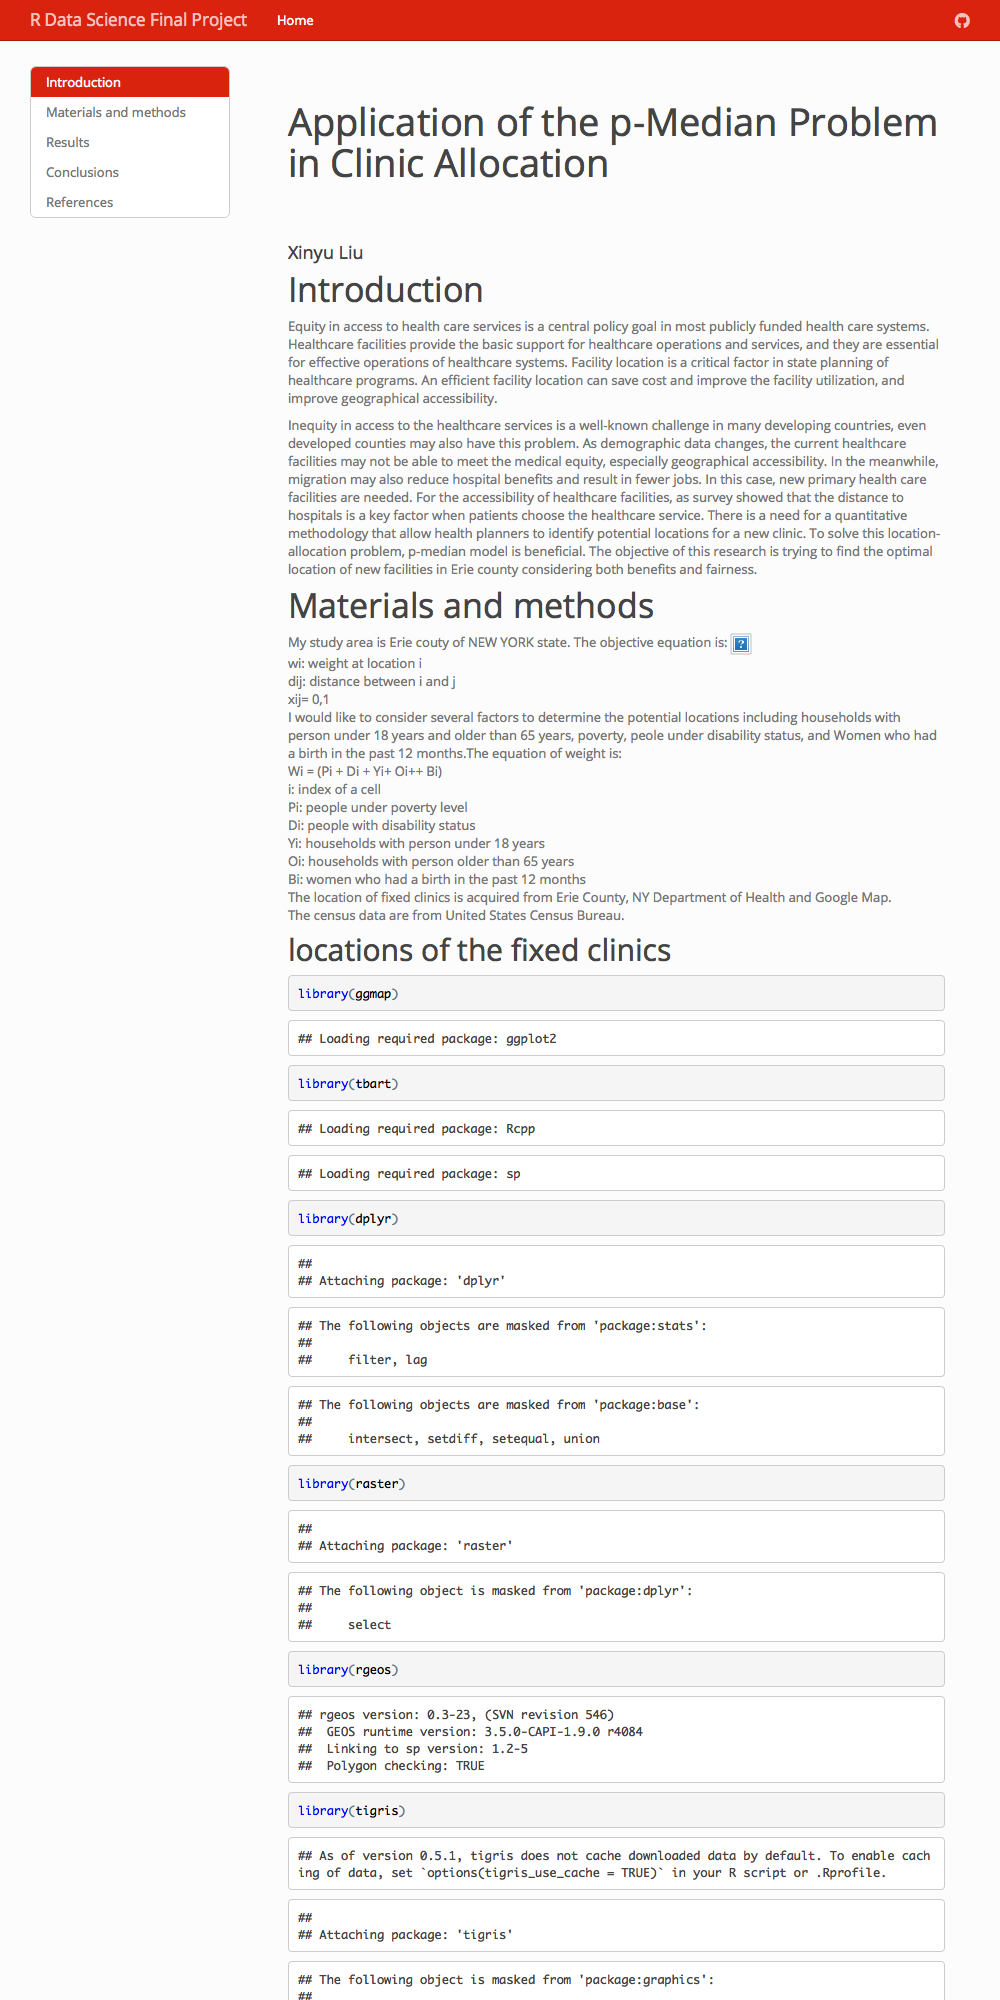 R Data Science Final Project
Home
Introduction
Materials and methods
Results
Conclusions
References
Application of the p-Median Problem
in Clinic Allocation
Xinyu Liu
Introduction
Equity in access to health care services is a central policy goal in most publicly funded health care systems.
Healthcare facilities provide the basic support for healthcare operations and services, and they are essential
for effective operations of healthcare systems. Facility location is a critical factor in state planning of
healthcare programs. An efficient facility location can save cost and improve the facility utilization, and
improve geographical accessibility.
Inequity in access to the healthcare services is a well-known challenge in many developing countries, even
developed counties may also have this problem. As demographic data changes, the current healthcare
facilities may not be able to meet the medical equity, especially geographical accessibility. In the meanwhile,
migration may also reduce hospital benefits and result in fewer jobs. In this case, new primary health care
facilities are needed. For the accessibility of healthcare facilities, as survey showed that the distance to
hospitals is a key factor when patients choose the healthcare service. There is a need for a quantitative
methodology that allow health planners to identify potential locations for a new clinic. To solve this location-
allocation problem, p-median model is beneficial. The objective of this research is trying to find the optimal
location of new facilities in Erie county considering both benefits and fairness.
Materials and methods
My study area is Erie couty of NEW YORK state. The objective equation is:
wi: weight at location i
dij: distance between i and j
xij= 0,1
I would like to consider several factors to determine the potential locations including households with
person under 18 years and older than 65 years, poverty, peole under disability status, and Women who had
a birth in the past 12 months.The equation of weight is:
Wi = (Pi + Di + Yi+ Oi++ Bi)
i: index of a cell
Pi: people under poverty level
Di: people with disability status
Yi: households with person under 18 years
Oi: households with person older than 65 years
Bi: women who had a birth in the past 12 months
The location of fixed clinics is acquired from Erie County, NY Department of Health and Google Map.
The census data are from United States Census Bureau.
locations of the fixed clinics
library(ggmap)
## Loading required package: ggplot2
library(tbart)
## Loading required package: Rcpp
## Loading required package: sp
library(dplyr)
##
## Attaching package: 'dplyr'
## The following objects are masked from 'package:stats':
##
##     filter, lag
## The following objects are masked from 'package:base':
##
##     intersect, setdiff, setequal, union
library(raster)
##
## Attaching package: 'raster'
## The following object is masked from 'package:dplyr':
##
##     select
library(rgeos)
## rgeos version: 0.3-23, (SVN revision 546)
##  GEOS runtime version: 3.5.0-CAPI-1.9.0 r4084
##  Linking to sp version: 1.2-5
##  Polygon checking: TRUE
library(tigris)
## As of version 0.5.1, tigris does not cache downloaded data by default. To enable cach
ing of data, set `options(tigris_use_cache = TRUE)` in your R script or .Rprofile.
##
## Attaching package: 'tigris'
## The following object is masked from 'package:graphics':
##